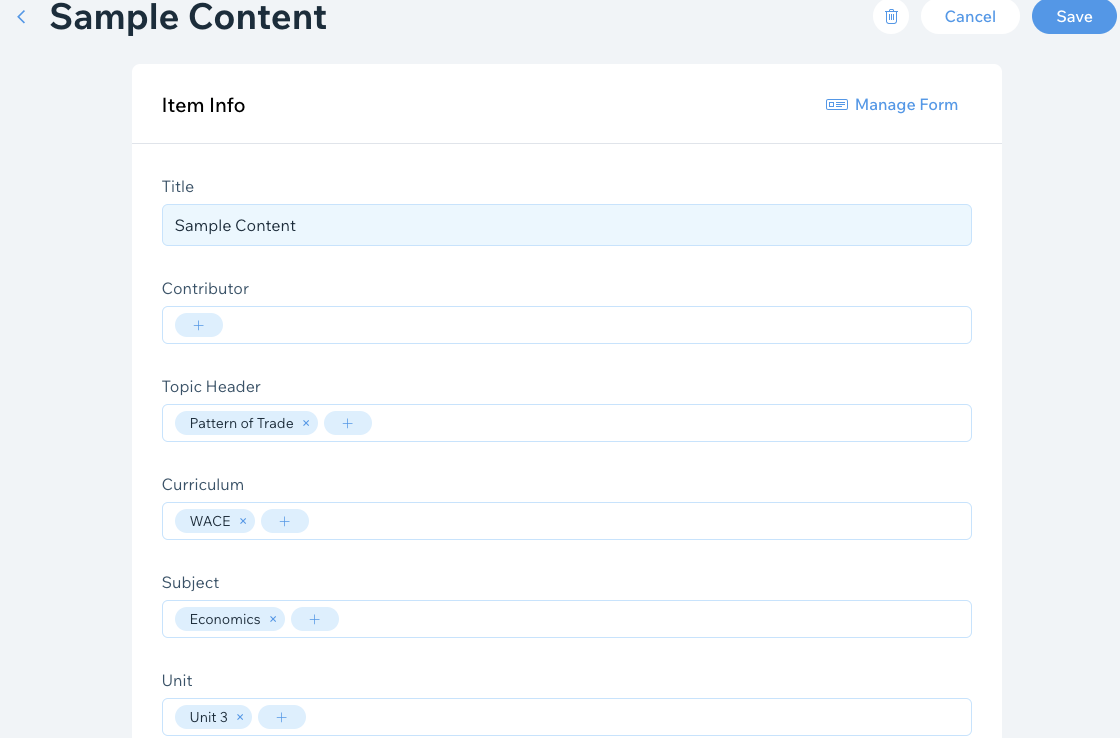 Sample Content
Cancel
Save
Item Info
Manage Form
Title
Sample Content
Contributor
+
Topic Header
Pattern of Trade × +
Curriculum
WACE × +
Subject
Economics × +
Unit
Unit 3 × +